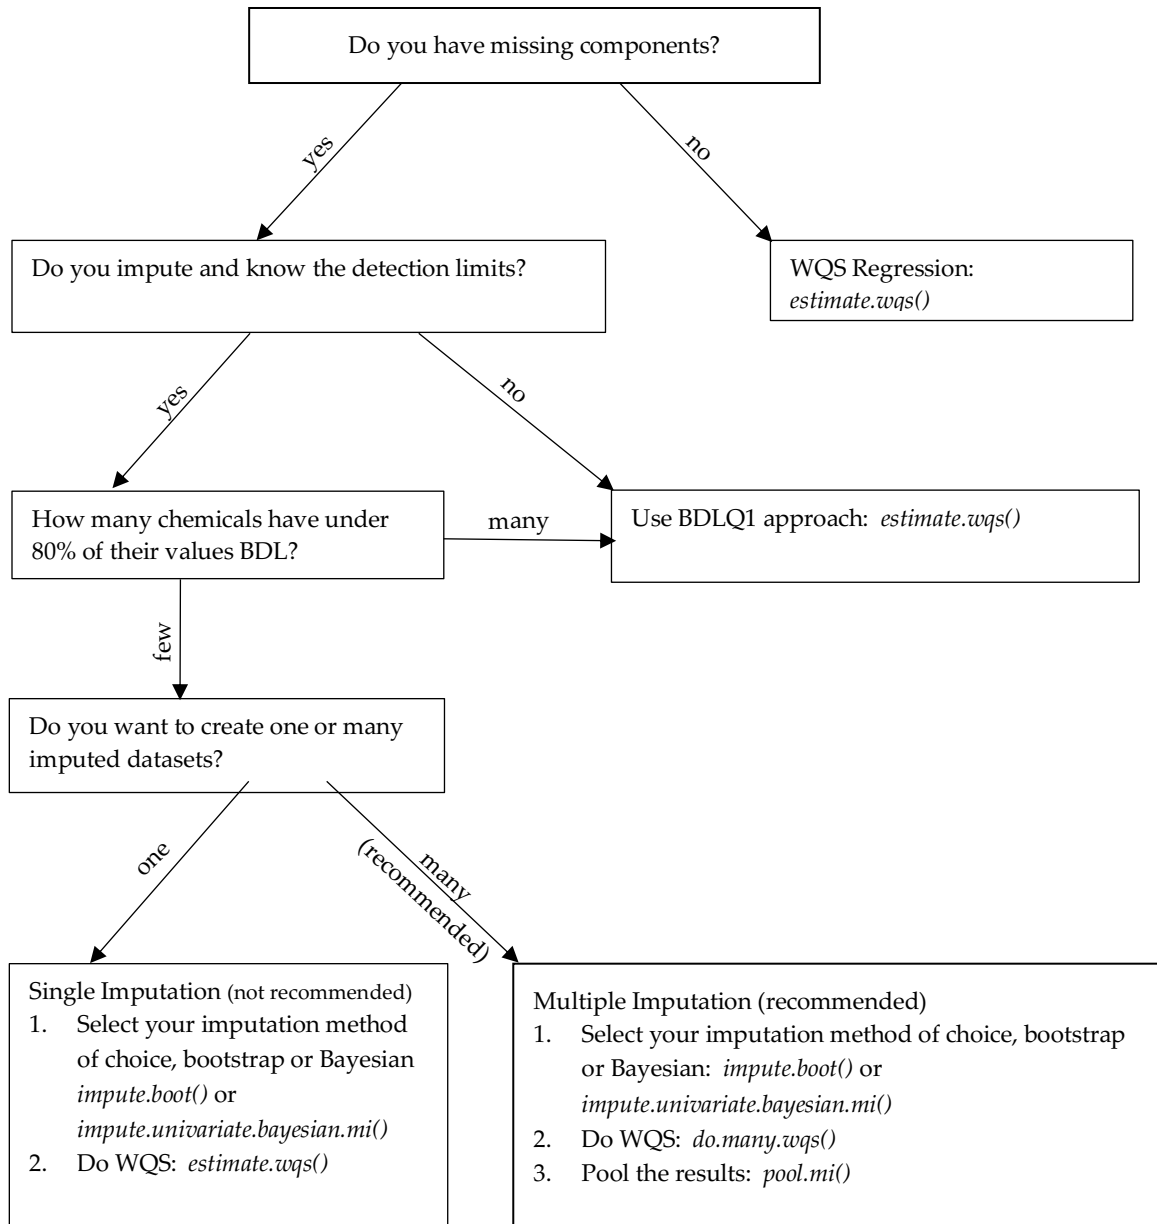 Do you have missing components?
yes
no
Do you impute and know the detection limits?
WQS Regression:
estimate.wqs()
yes
no
How many chemicals have under
80% of their values BDL?
many
Use BDLQ1 approach: estimate.wqs()
few
Do you want to create one or many
imputed datasets?
one
many
(recommended)
Single Imputation (not recommended)
1. Select your imputation method
of choice, bootstrap or Bayesian
impute.boot() or
impute.univariate.bayesian.mi()
2. Do WQS: estimate.wqs()
Multiple Imputation (recommended)
1. Select your imputation method of choice, bootstrap
or Bayesian: impute.boot() or
impute.univariate.bayesian.mi()
2. Do WQS: do.many.wqs()
3. Pool the results: pool.mi()